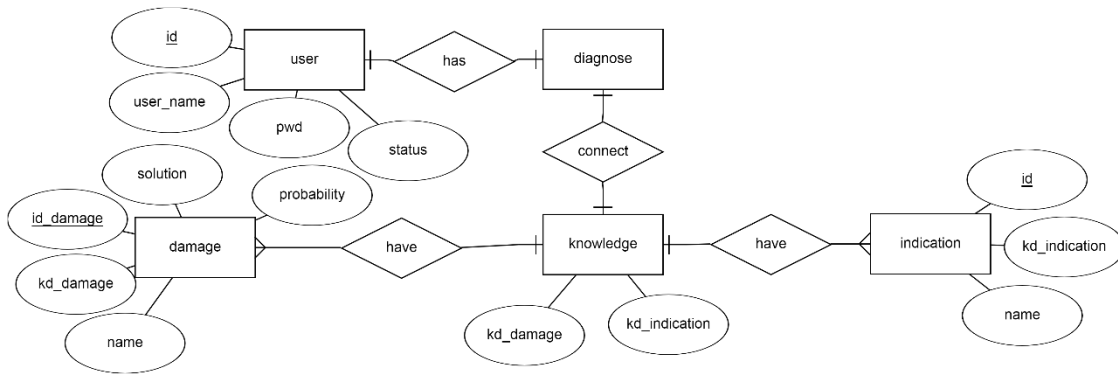 id
user
has
diagnose
user_name
pwd
status
connect
solution
probability
id
id_damage
damage
have
knowledge
have
indication
kd_indication
kd_damage
name
kd_damage
kd_indication
name